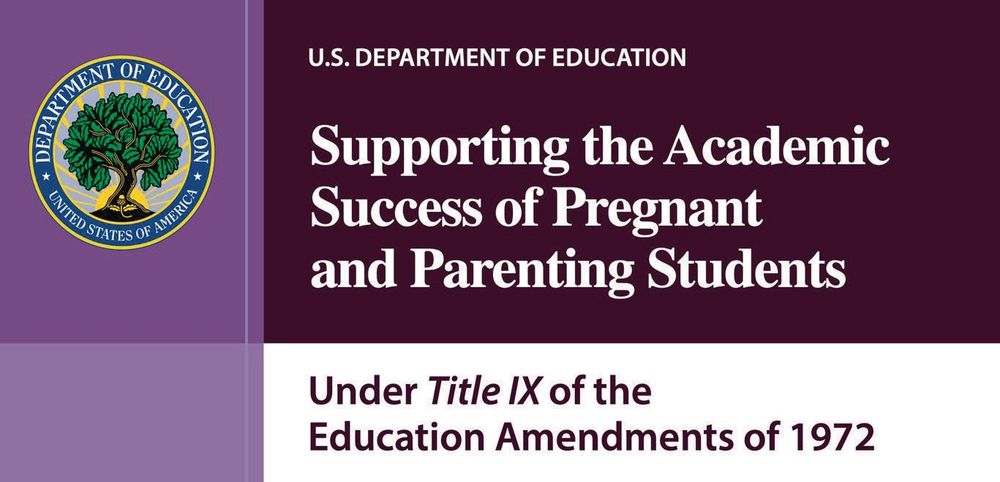 DEPARTMENT OF EDUCATION
UNITED STATES OF AMERICA
U.S. DEPARTMENT OF EDUCATION
Supporting the Academic
Success of Pregnant
and Parenting Students
Under Title IX of the
Education Amendments of 1972